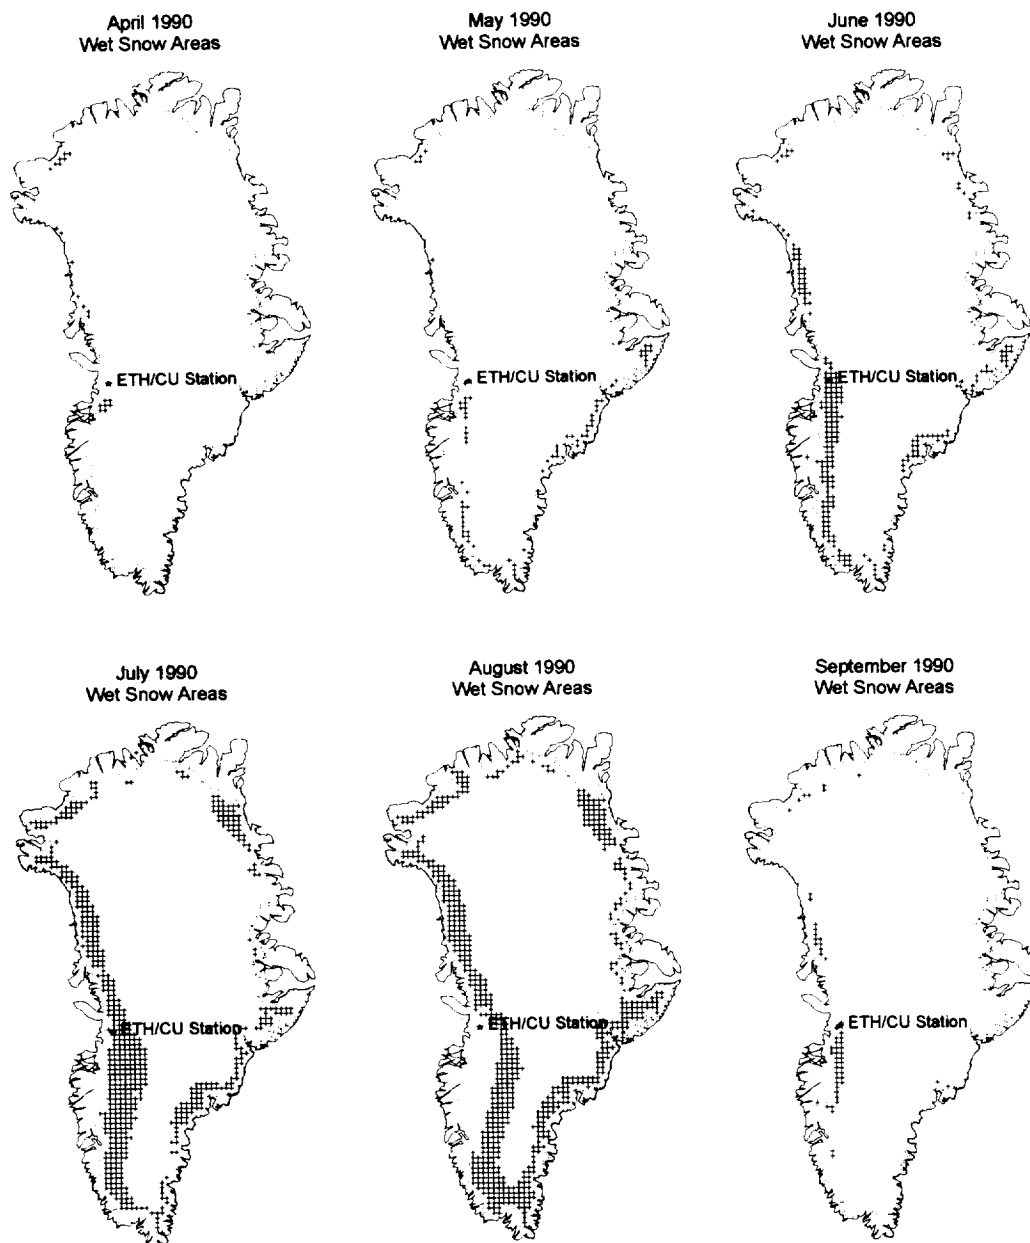 April 1990
Wet Snow Areas
May 1990
Wet Snow Areas
June 1990
Wet Snow Areas
ETH/CU Station
ETH/CU Station
ETH/CU Station
July 1990
Wet Snow Areas
August 1990
Wet Snow Areas
September 1990
Wet Snow Areas
ETH/CU Station
ETH/CU Station
ETH/CU Station